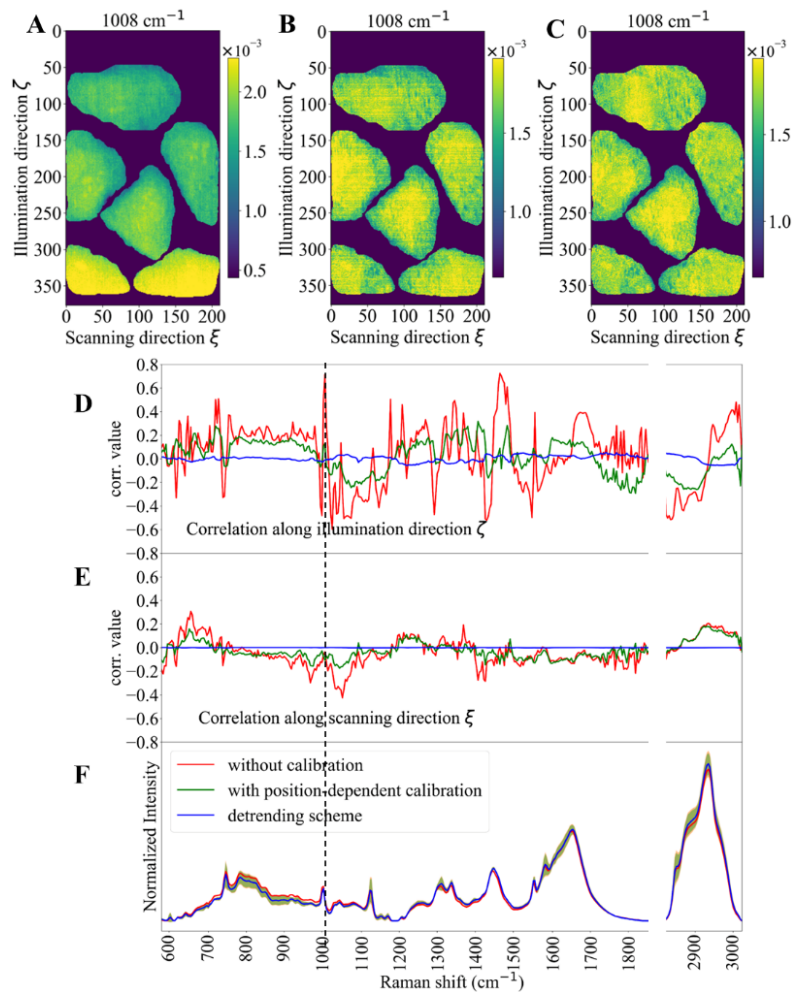 A
1008 cm⁻¹
×10⁻³
B
1008 cm⁻¹
×10⁻³
C
1008 cm⁻¹
×10⁻³
Illumination direction ζ
0
50
100
150
200
250
300
350
0 50 100 150 200
Scanning direction ξ
2.0
1.5
1.0
0.5
Illumination direction ζ
0
50
100
150
200
250
300
350
0 50 100 150 200
Scanning direction ξ
1.5
1.0
Illumination direction ζ
0
50
100
150
200
250
300
350
0 50 100 150 200
Scanning direction ξ
1.5
1.0
D
corr. value
0.8
0.6
0.4
0.2
0.0
−0.2
−0.4
−0.6
−0.8
Correlation along illumination direction ζ
E
corr. value
0.6
0.4
0.2
0.0
−0.2
−0.4
−0.6
−0.8
Correlation along scanning direction ξ
F
Normalized Intensity
without calibration
with position-dependent calibration
detrending scheme
600 700 800 900 1000 1100 1200 1300 1400 1500 1600 1700 1800 2900 3000
Raman shift (cm⁻¹)